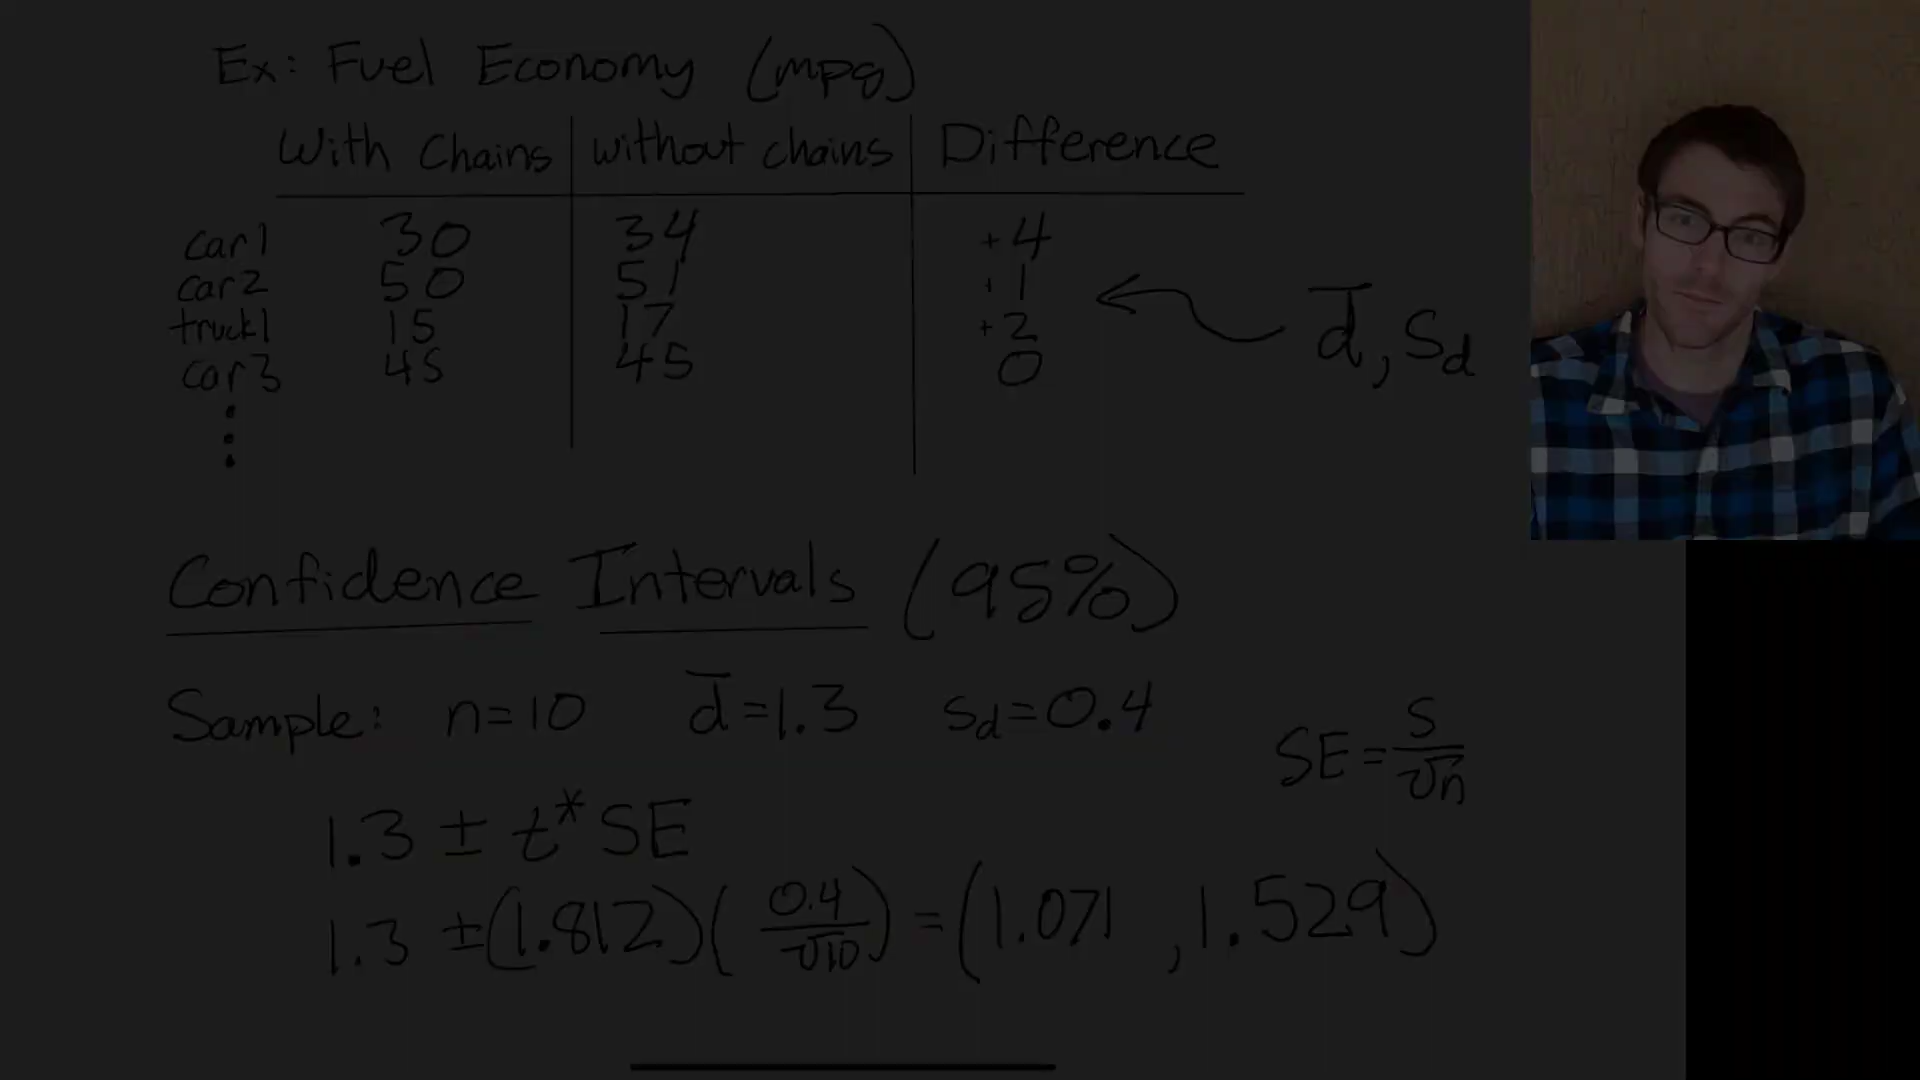 Ex: Fuel Economy (mpg)
With Chains without chains Difference
car1 30 34 +4
car2 50 51 +1
truck1 15 17 +2
car3 45 45 0
d̅, Sd
Confidence Intervals (95%)
Sample: n=10 d̅=1.3 Sd=0.4
SE = S/√n
1.3 ± t* SE
1.3 ±(1.812)(0.4/√10) = (1.071, 1.529)